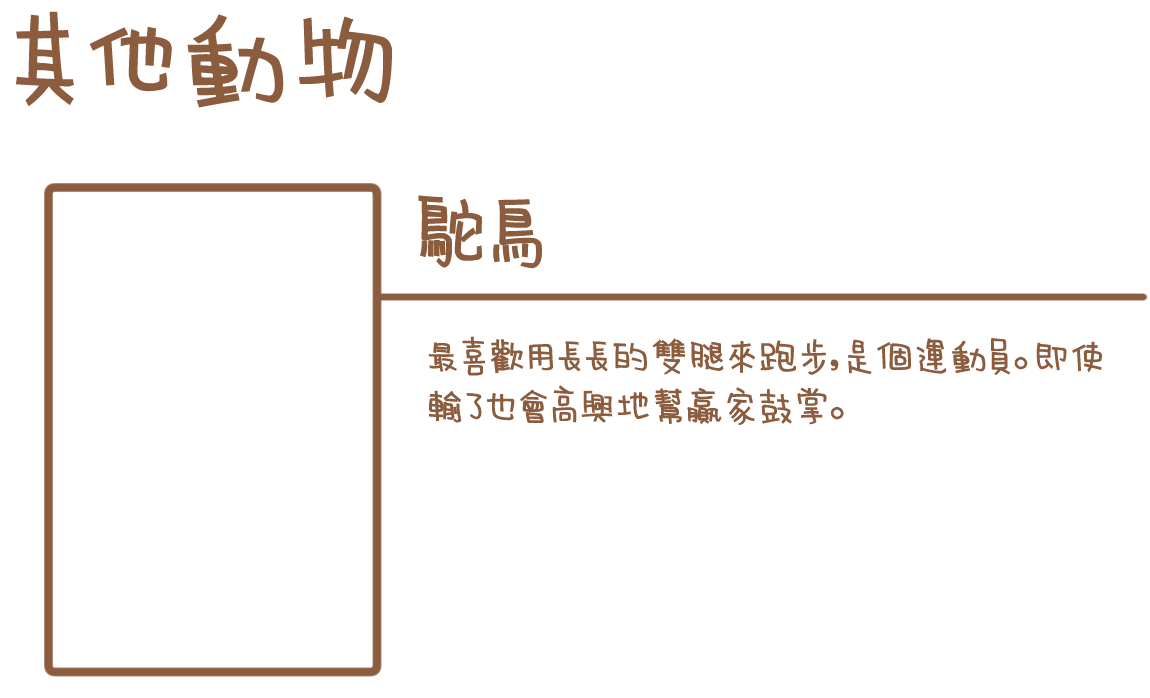 其他動物
鴕鳥
最喜歡用長長的雙腿來跑步，是個運動員。即使
輸了也會高興地幫贏家鼓掌。